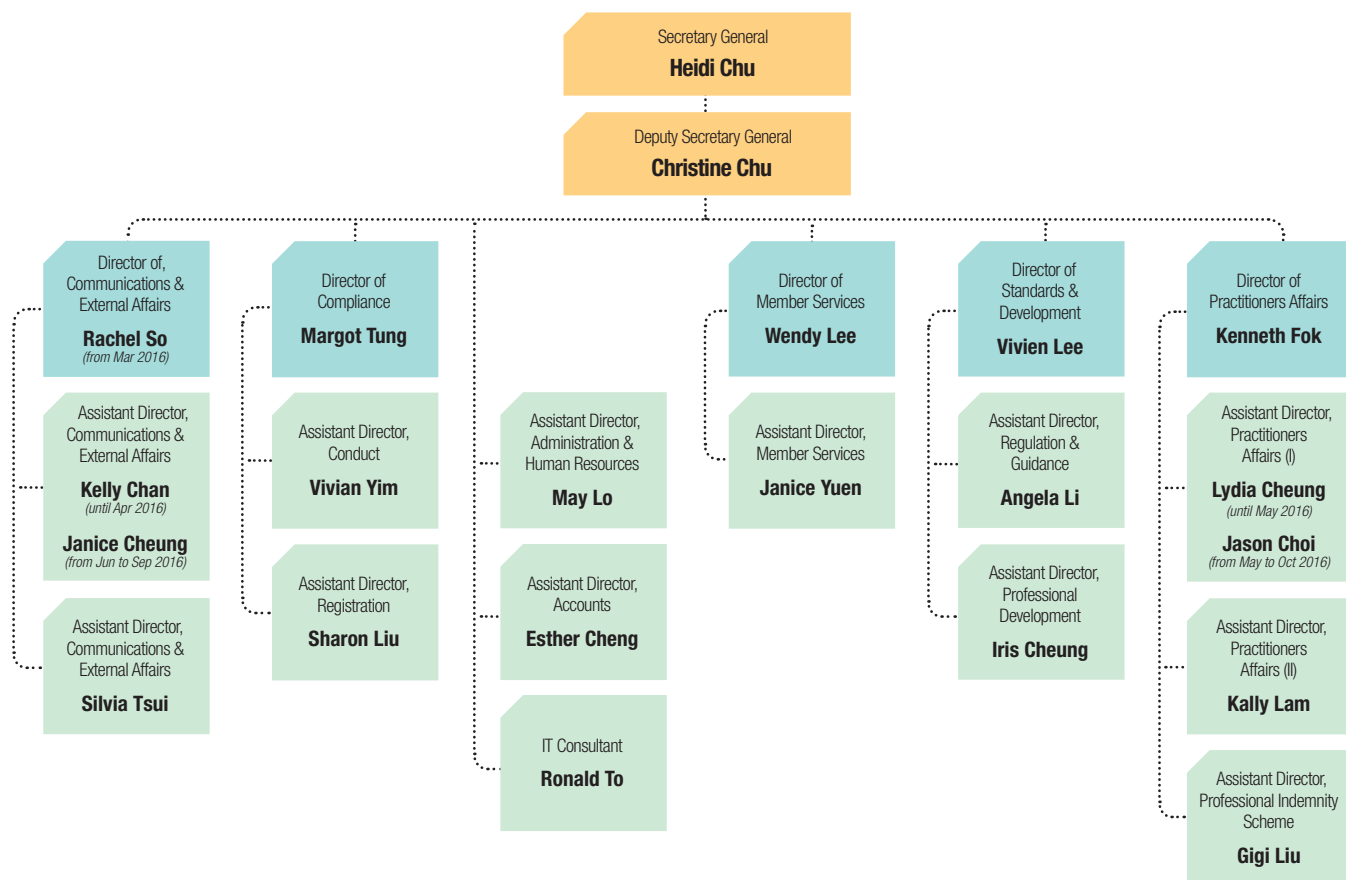 Secretary General
Heidi Chu
Deputy Secretary General
Christine Chu
Director of,
Communications &
External Affairs
Rachel So
(from Mar 2016)
Assistant Director,
Communications &
External Affairs
Kelly Chan
(until Apr 2016)
Janice Cheung
(from Jun to Sep 2016)
Assistant Director,
Communications &
External Affairs
Silvia Tsui
Director of
Compliance
Margot Tung
Assistant Director,
Conduct
Vivian Yim
Assistant Director,
Registration
Sharon Liu
Assistant Director,
Administration &
Human Resources
May Lo
Assistant Director,
Accounts
Esther Cheng
IT Consultant
Ronald To
Director of
Member Services
Wendy Lee
Assistant Director,
Member Services
Janice Yuen
Director of
Standards &
Development
Vivien Lee
Assistant Director,
Regulation &
Guidance
Angela Li
Assistant Director,
Professional
Development
Iris Cheung
Director of
Practitioners Affairs
Kenneth Fok
Assistant Director,
Practitioners
Affairs (I)
Lydia Cheung
(until May 2016)
Jason Choi
(from May to Oct 2016)
Assistant Director,
Practitioners
Affairs (II)
Kally Lam
Assistant Director,
Professional Indemnity
Scheme
Gigi Liu